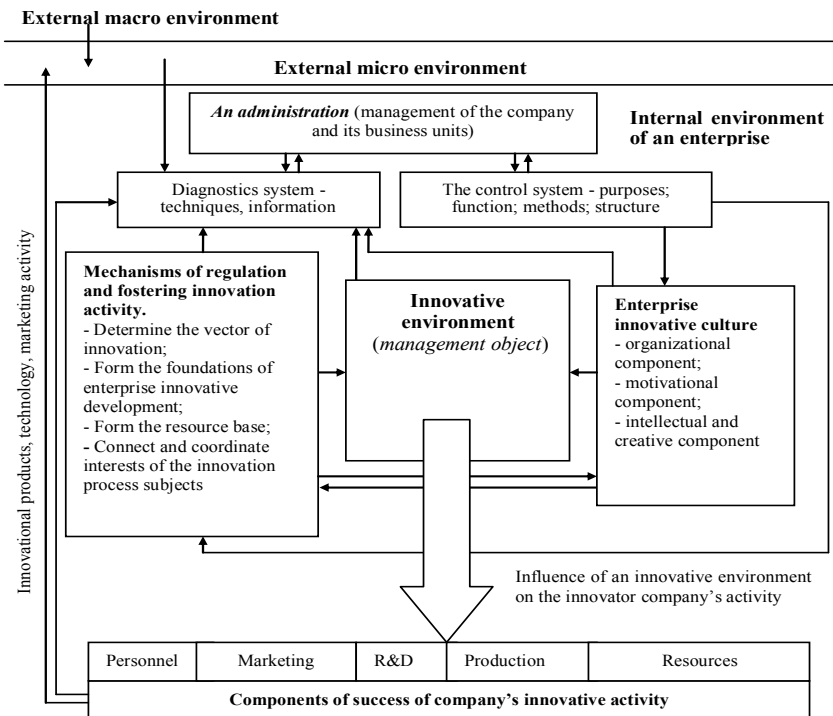 External macro environment
External micro environment
An administration (management of the company
and its business units)
Internal environment
of an enterprise
Diagnostics system -
techniques, information
The control system - purposes;
function; methods; structure
Mechanisms of regulation
and fostering innovation
activity.
- Determine the vector of
innovation;
- Form the foundations of
enterprise innovative
development;
- Form the resource base;
- Connect and coordinate
interests of the innovation
process subjects
Innovative
environment
(management object)
Enterprise
innovative culture
- organizational
component;
- motivational
component;
- intellectual and
creative component
Innovational products, technology, marketing activity
Influence of an innovative environment
on the innovator company's activity
Personnel
Marketing
R&D
Production
Resources
Components of success of company's innovative activity